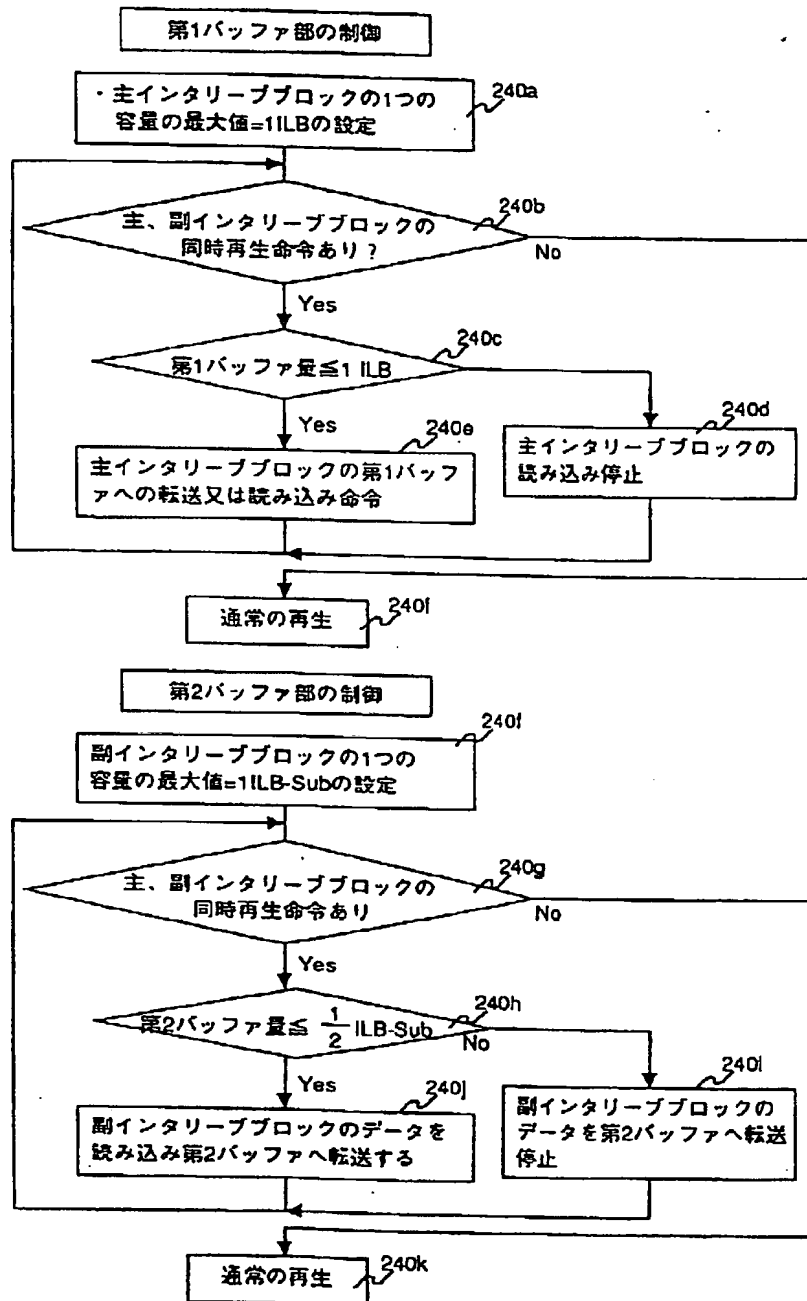 第1バッファ部の制御
240a
・主インタリーブブロックの1つの
容量の最大値=1ILBの設定
240b
主、副インタリーブブロックの
同時再生命令あり?
No
Yes
240c
第1バッファ量≦1 ILB
Yes
240e
240d
主インタリーブブロックの第1バッフ
ァへの転送又は読み込み命令
主インタリーブブロックの
読み込み停止
240f
通常の再生
第2バッファ部の制御
240f
副インタリーブブロックの1つの
容量の最大値=1ILB-Subの設定
240g
主、副インタリーブブロックの
同時再生命令あり
No
Yes
240h
第2バッファ量≦ 1/2 ILB-Sub
No
Yes
240j
240i
副インタリーブブロックのデータを
読み込み第2バッファへ転送する
副インタリーブブロックの
データを第2バッファへ転送
停止
240k
通常の再生